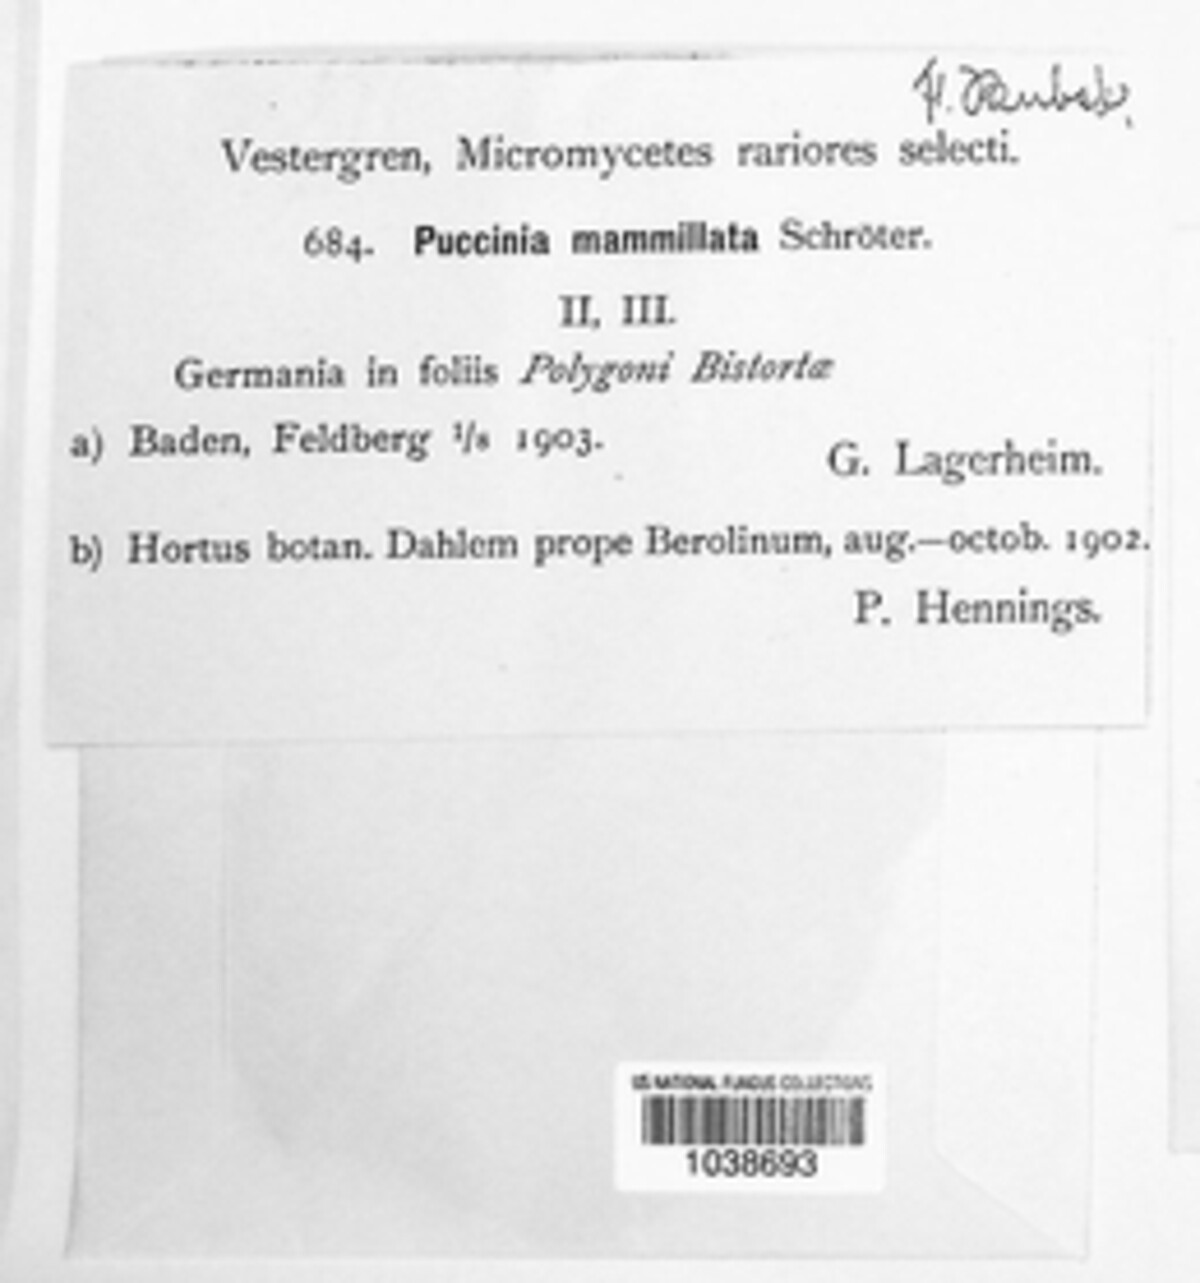 Vestergren, Micromycetes rariores selecti.
684. Puccinia mammillata Schröter.
II, III.
Germania in foliis Polygoni Bistortæ
a) Baden, Feldberg 1/8 1903.
G. Lagerheim.
b) Hortus botan. Dahlem prope Berolinum, aug.—octob. 1902.
P. Hennings.
US NATIONAL FUNGUS COLLECTIONS
1038693